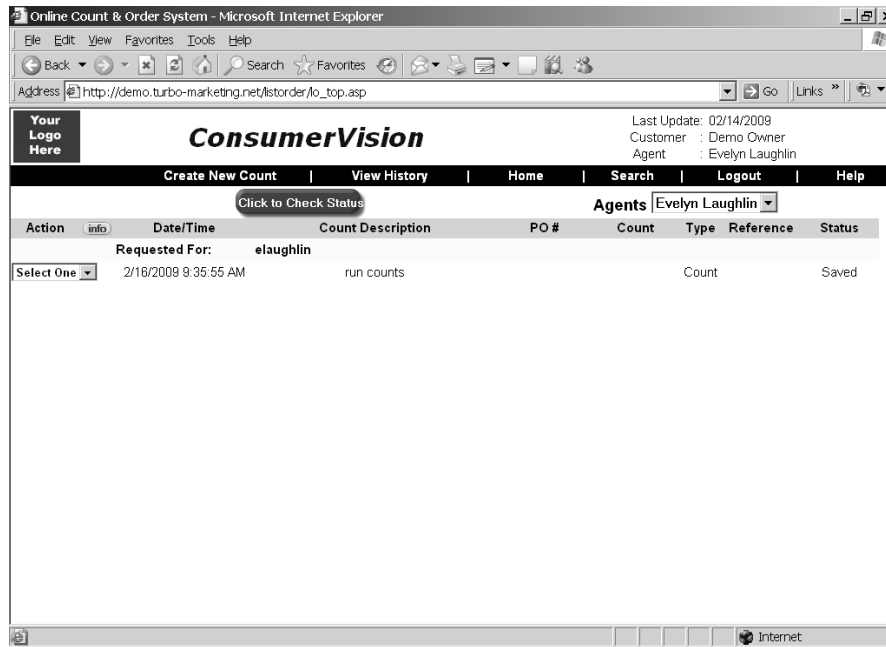 Online Count & Order System - Microsoft Internet Explorer
File Edit View Favorites Tools Help
Back Search Favorites
Address http://demo.turbo-marketing.net/listorder/lo_top.asp Go Links »
Your
Logo
Here
ConsumerVision
Last Update: 02/14/2009
Customer : Demo Owner
Agent : Evelyn Laughlin
Create New Count | View History | Home | Search | Logout | Help
Click to Check Status Agents Evelyn Laughlin
Action info Date/Time Count Description PO # Count Type Reference Status
Requested For: elaughlin
Select One 2/16/2009 9:35:55 AM run counts Count Saved
Internet